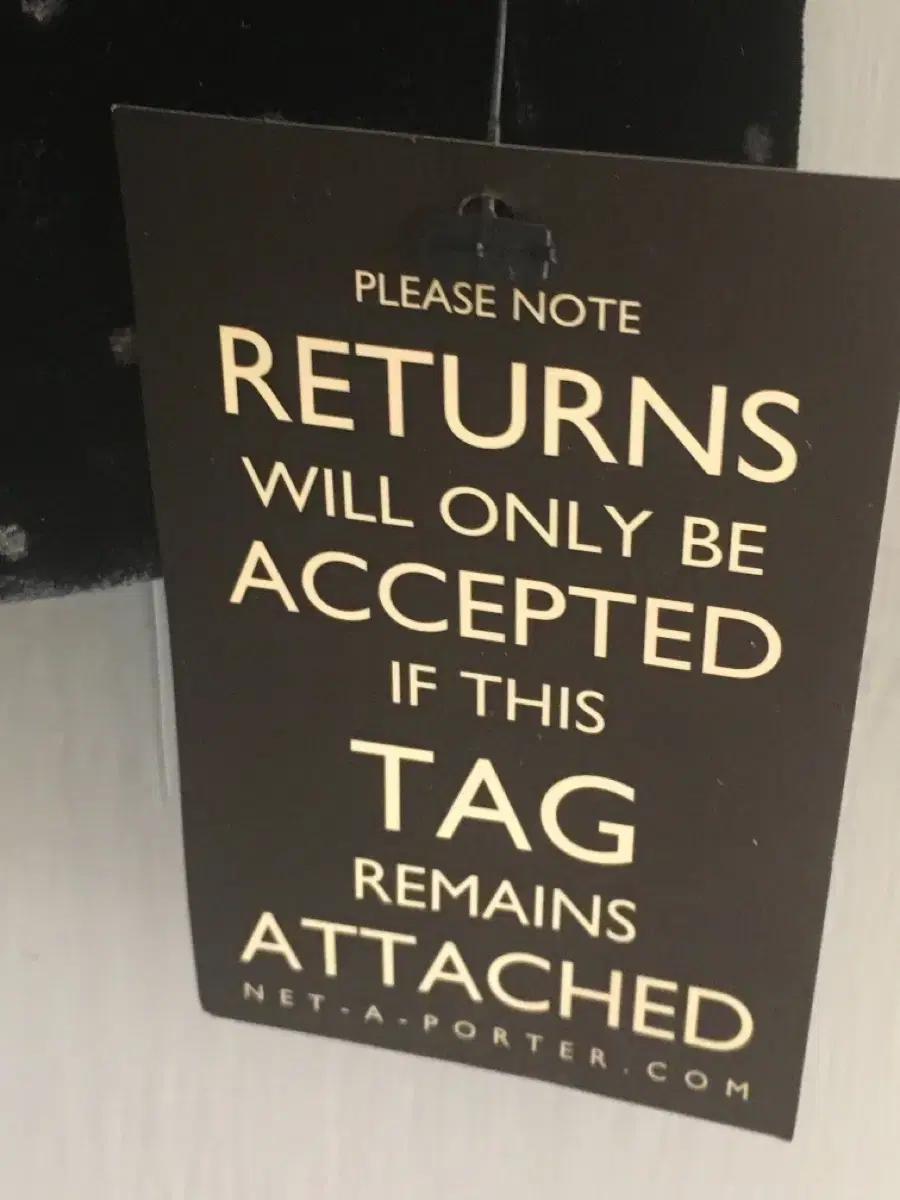 PLEASE NOTE
RETURNS
WILL ONLY BE
ACCEPTED
IF THIS
TAG
REMAINS
ATTACHED
NET-A-PORTER.COM